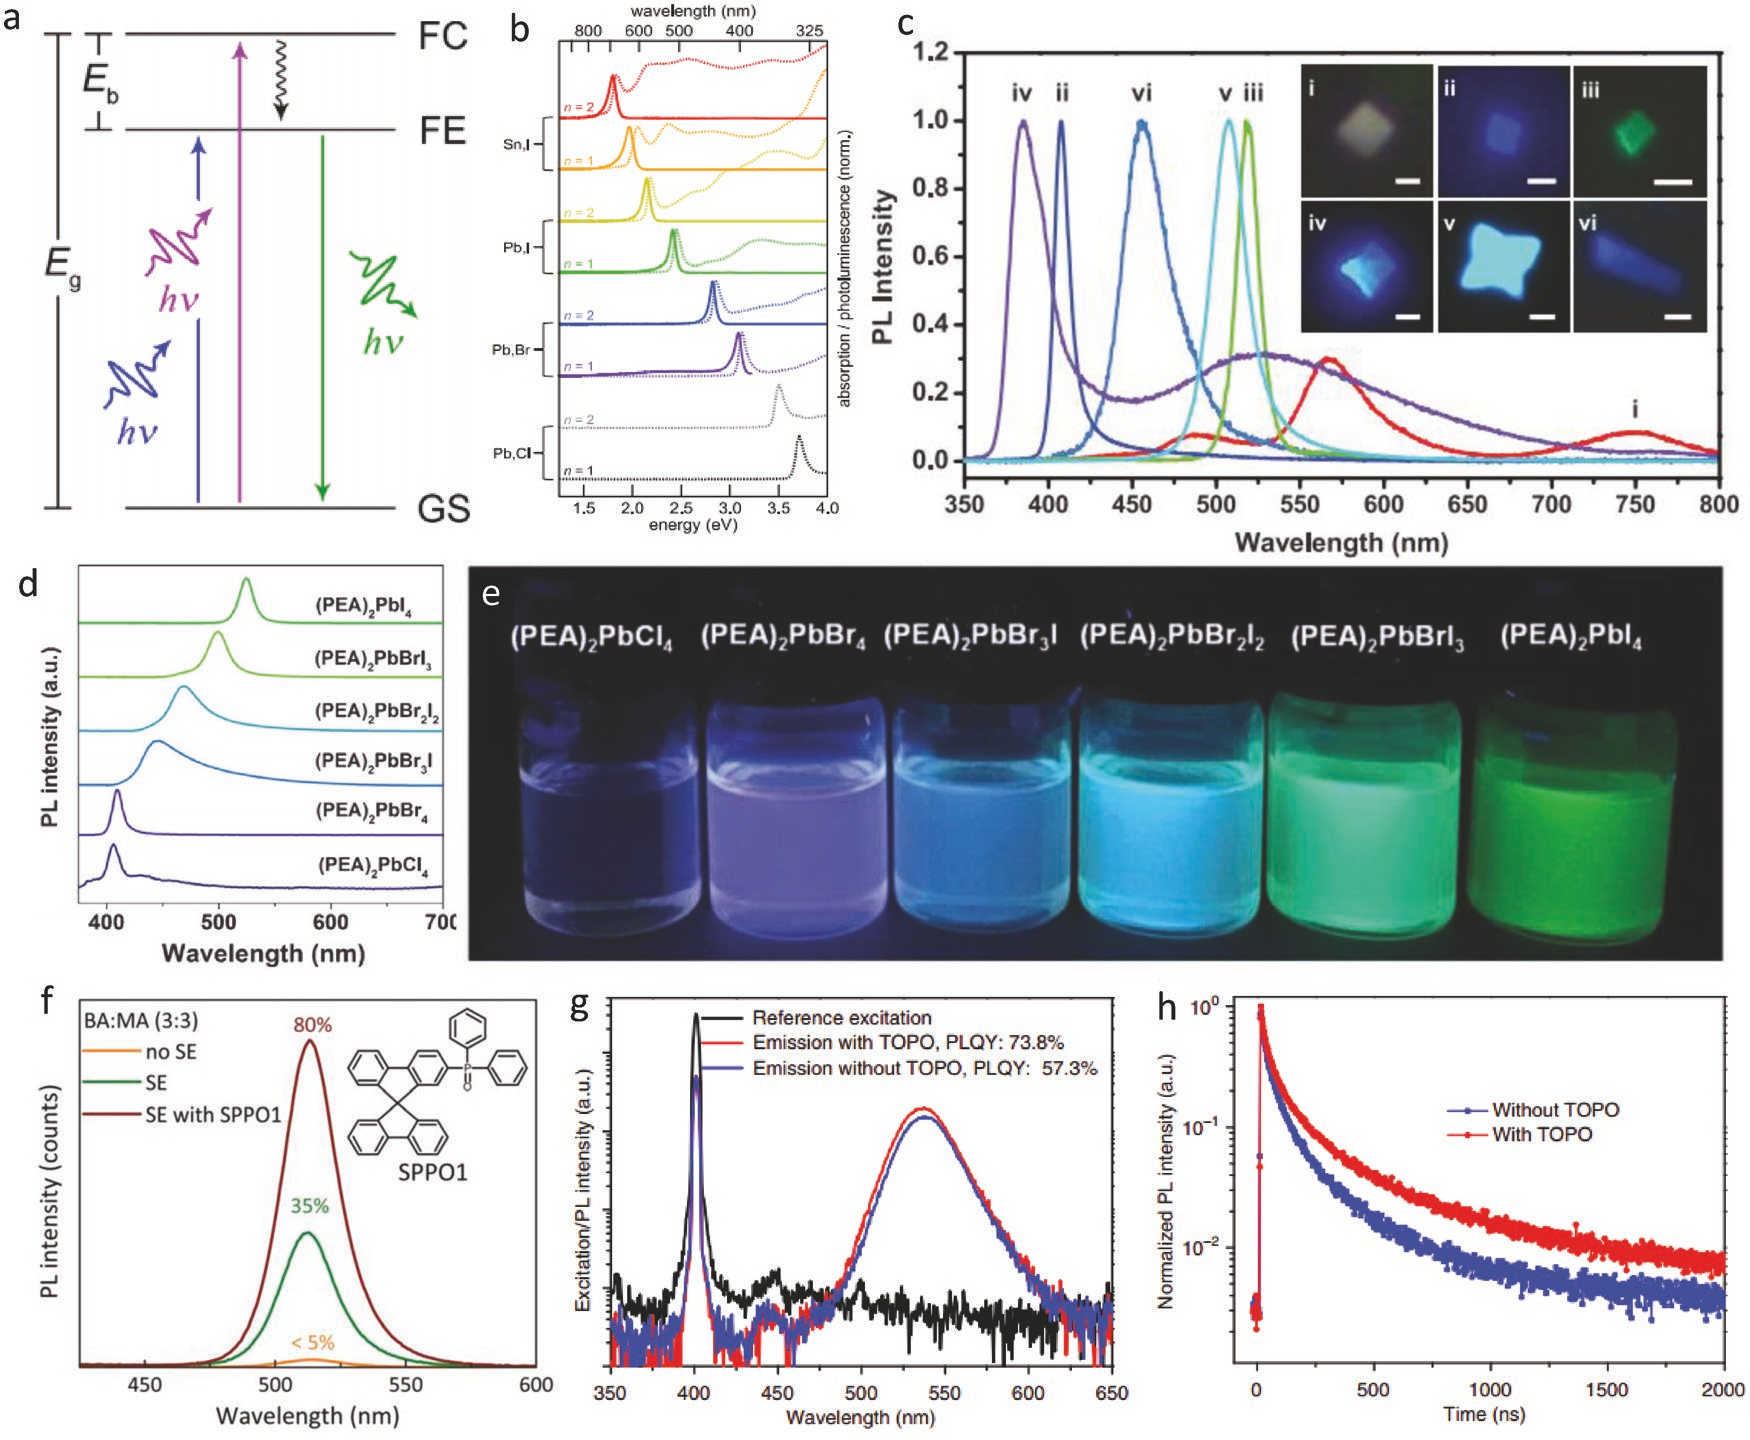 a
FC
E_b
FE
E_g
hν
hν
hν
GS
b
wavelength (nm)
800 600 500 400 325
n = 2
Sn,I
n = 1
n = 2
Pb,I
n = 1
n = 2
Pb,Br
n = 1
n = 2
Pb,Cl
n = 1
1.5 2.0 2.5 3.0 3.5 4.0
energy (eV)
absorption / photoluminescence (norm.)
c
1.2
1.0
0.8
0.6
0.4
0.2
0.0
PL Intensity
iv ii vi v iii
i
i ii iii
iv v vi
350 400 450 500 550 600 650 700 750 800
Wavelength (nm)
d
(PEA)₂PbI₄
(PEA)₂PbBrI₃
(PEA)₂PbBr₂I₂
(PEA)₂PbBr₃I
(PEA)₂PbBr₄
(PEA)₂PbCl₄
PL intensity (a.u.)
400 500 600 700
Wavelength (nm)
e
(PEA)₂PbCl₄ (PEA)₂PbBr₄ (PEA)₂PbBr₃I (PEA)₂PbBr₂I₂ (PEA)₂PbBrI₃ (PEA)₂PbI₄
f
BA:MA (3:3)
no SE
SE
SE with SPPO1
80%
35%
< 5%
P
O
SPPO1
PL intensity (counts)
450 500 550 600
Wavelength (nm)
g
Reference excitation
Emission with TOPO, PLQY: 73.8%
Emission without TOPO, PLQY: 57.3%
Excitation/PL intensity (a.u.)
350 400 450 500 550 600 650
Wavelength (nm)
h
10⁰
10⁻¹
10⁻²
Without TOPO
With TOPO
Normalized PL intensity (a.u.)
0 500 1000 1500 2000
Time (ns)